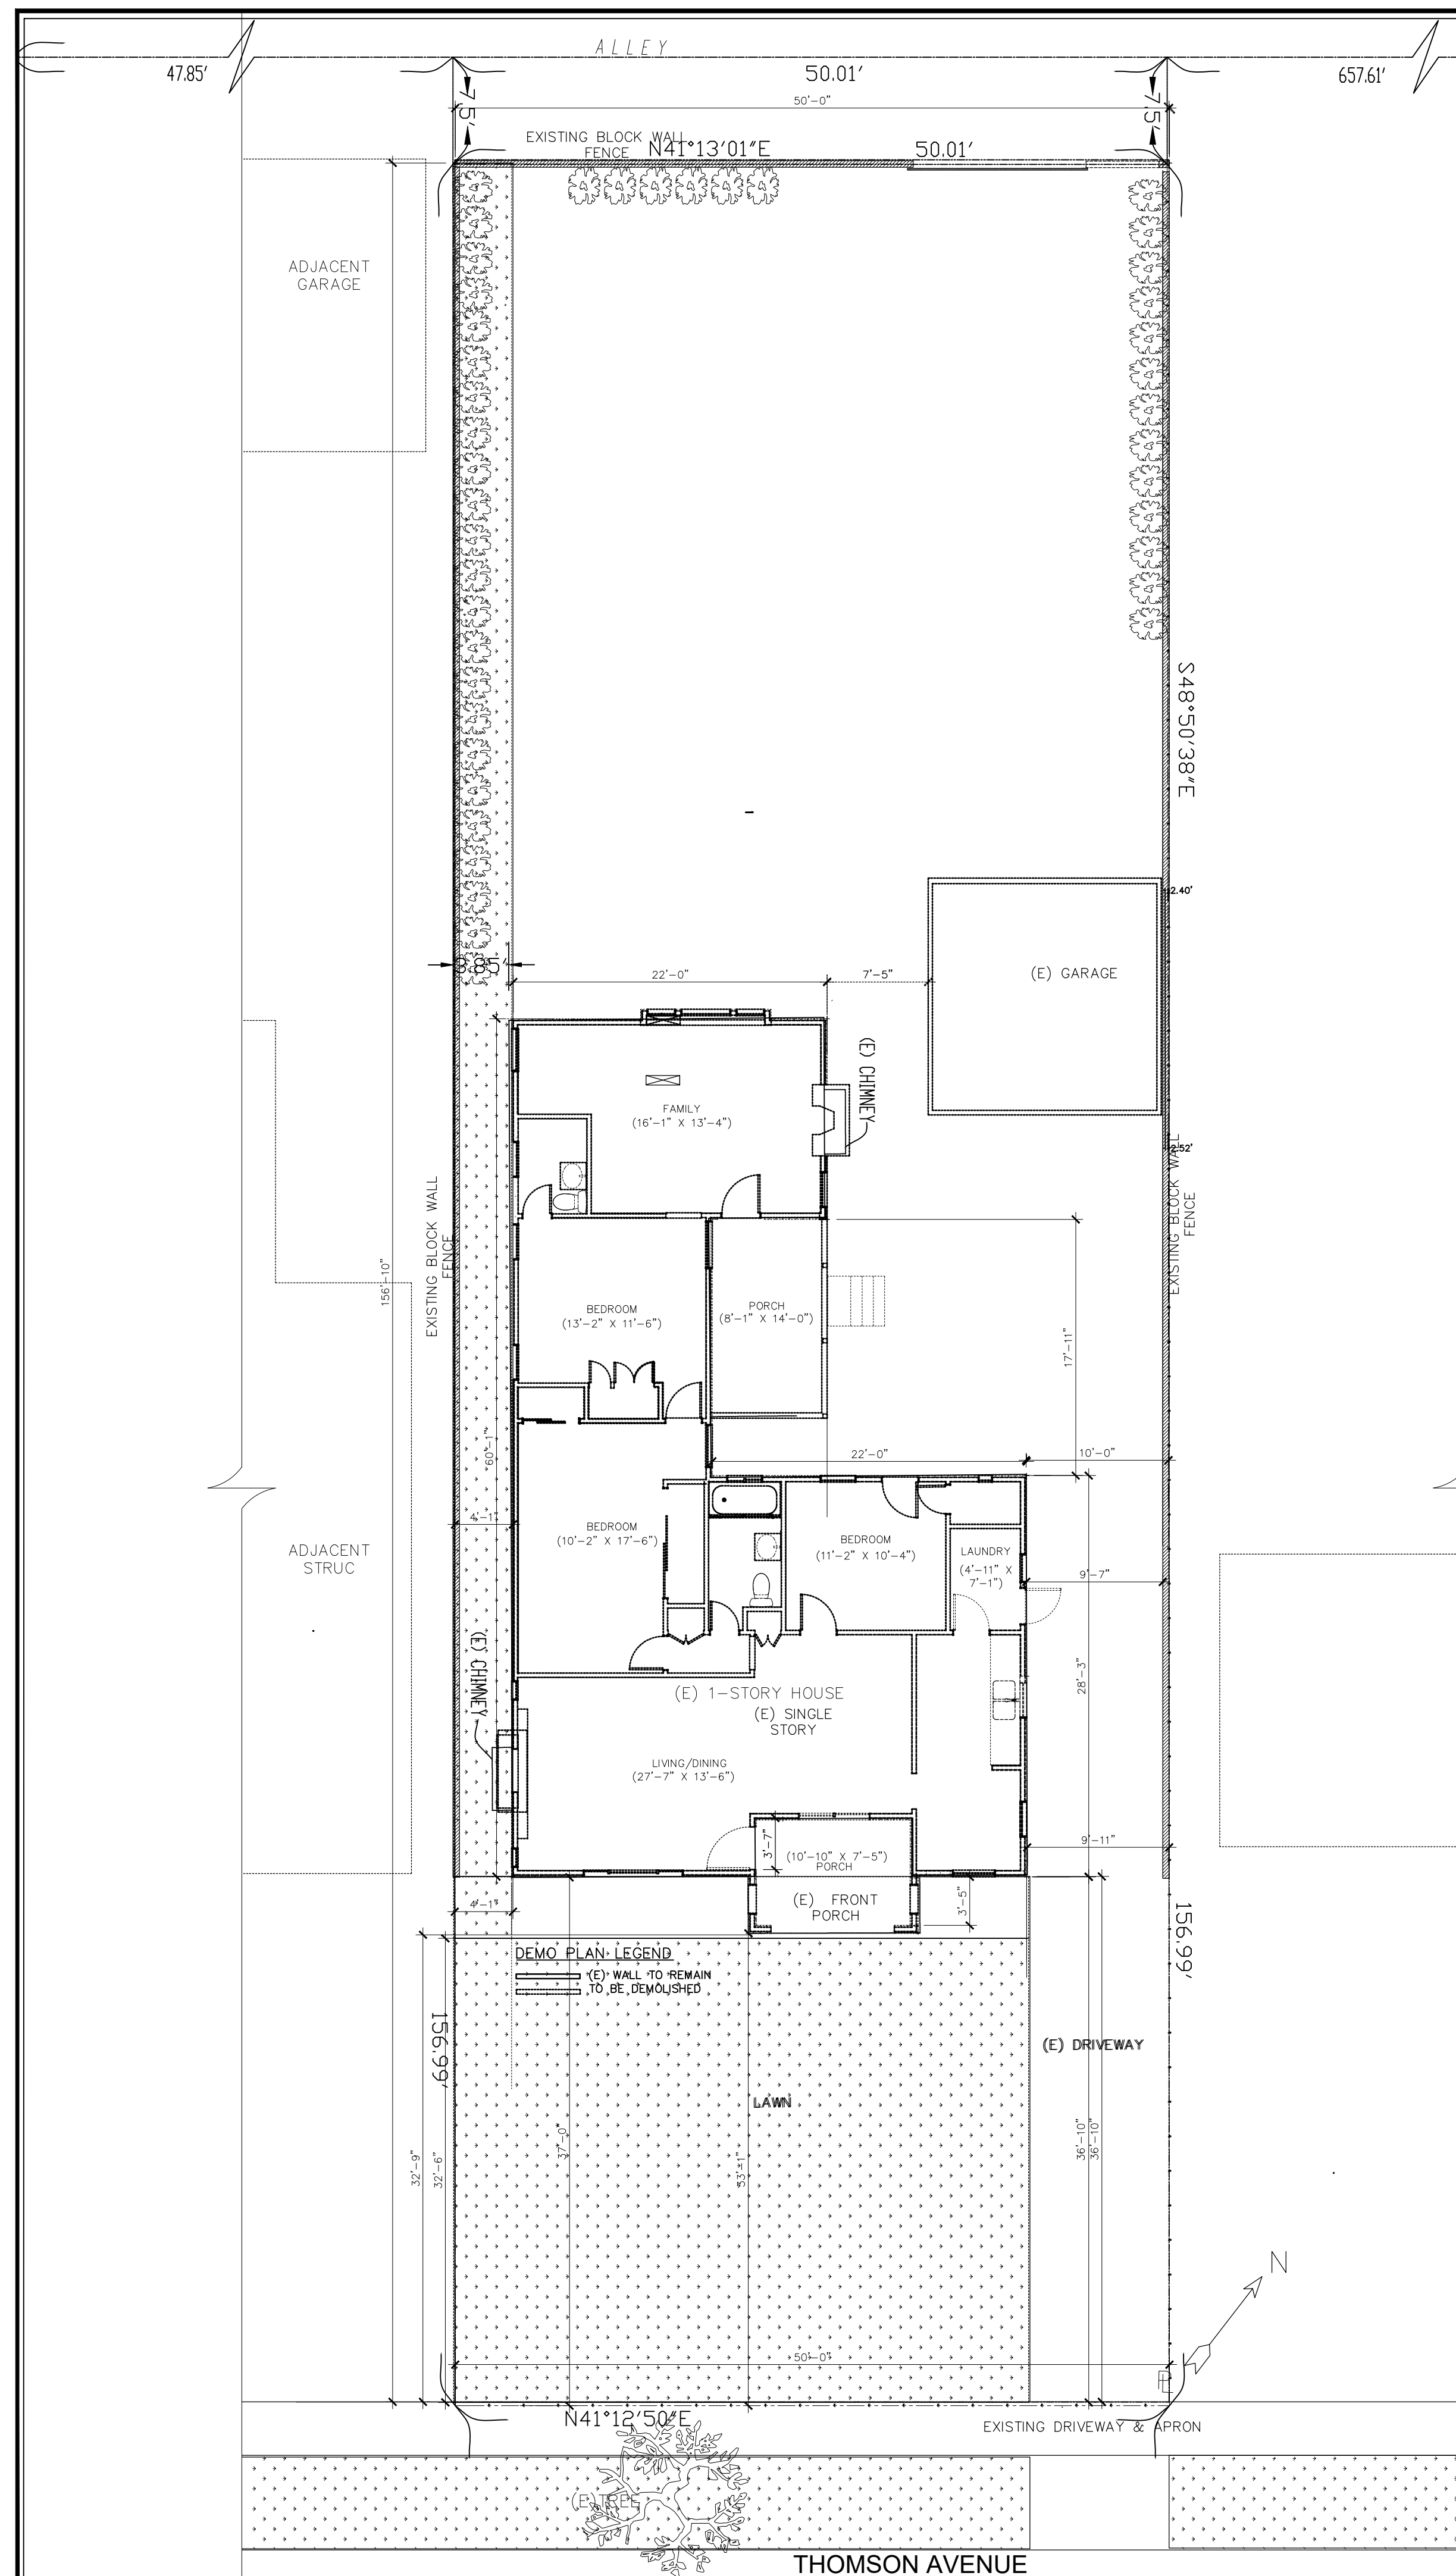 ALLEY
47.85'
50.01'
657.61'
7.5'
7.5'
50'-0"
EXISTING BLOCK WALL
FENCE
N41°13'01"E
50.01'
ADJACENT
GARAGE
S48°50'38"E
2.40'
(E) GARAGE
22'-0"
7'-5"
(E) CHIMNEY
FAMILY
(16'-1" X 13'-4")
2.52'
EXISTING BLOCK WALL
FENCE
EXISTING BLOCK WALL
FENCE
156'-10"
BEDROOM
(13'-2" X 11'-6")
PORCH
(8'-1" X 14'-0")
17'-11"
60'-1"
22'-0"
10'-0"
4'-1"
BEDROOM
(10'-2" X 17'-6")
BEDROOM
(11'-2" X 10'-4")
LAUNDRY
(4'-11" X
7'-1")
9'-7"
ADJACENT
STRUC
(E) CHIMNEY
28'-3"
(E) 1-STORY HOUSE
(E) SINGLE
STORY
LIVING/DINING
(27'-7" X 13'-6")
3'-7"
(10'-10" X 7'-5")
PORCH
9'-11"
(E) FRONT
PORCH
3'-5"
4'-1"
156.99'
DEMO PLAN LEGEND
(E) WALL TO REMAIN
TO BE DEMOLISHED
156.99'
(E) DRIVEWAY
LAWN
32'-9"
32'-6"
37'-0"
33'-1"
36'-10"
36'-10"
N
50'-0"
N41°12'50"E
EXISTING DRIVEWAY & APRON
(E)TREE
THOMSON AVENUE